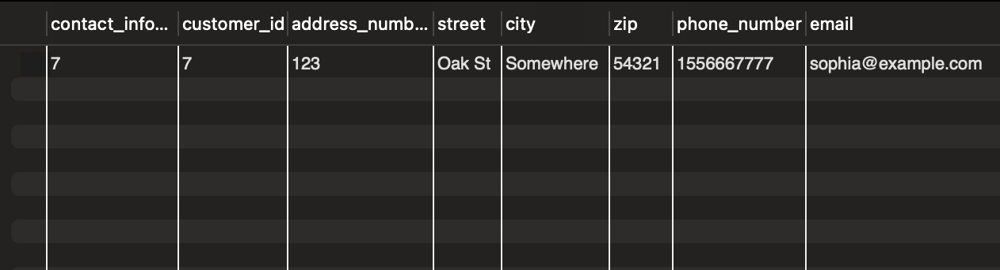 contact_info... customer_id address_numb... street city zip phone_number email
7 7 123 Oak St Somewhere 54321 1556667777 sophia@example.com